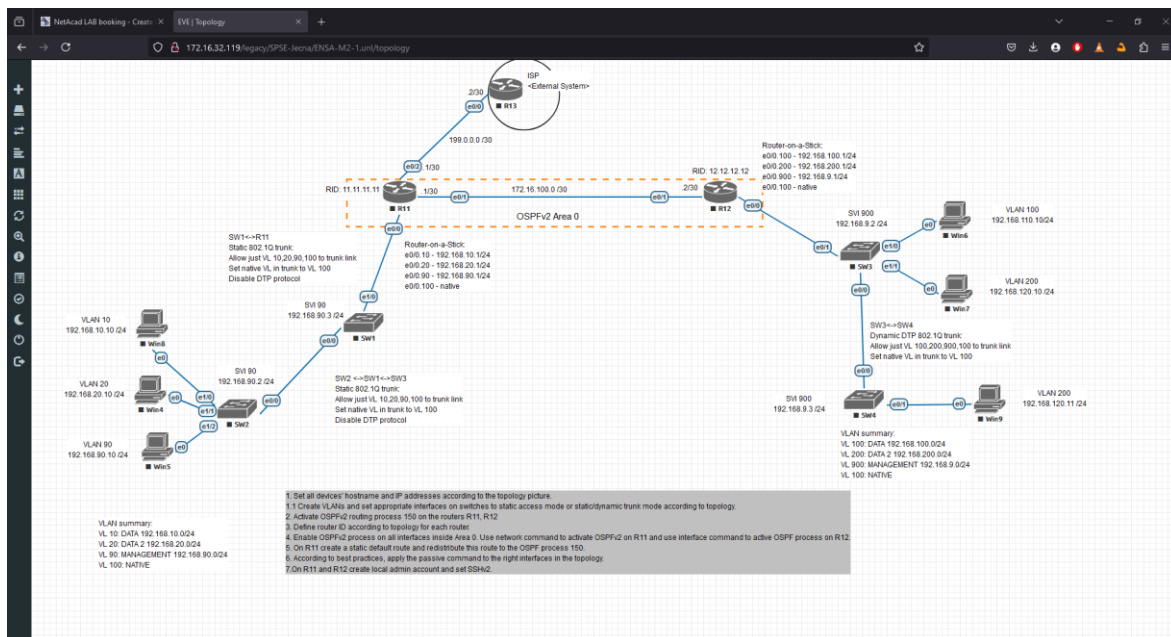 NetAcad LAB booking - Create
EVE | Topology
172.16.32.119/legacy/SPSE-Jecna/ENSA-M2-1.unl/topology
ISP
<External System>
.2/30
e0/0
R13
199.0.0.0 /30
e0/2
.1/30
RID: 11.11.11.11
R11
.1/30
e0/1
172.16.100.0 /30
OSPFv2 Area 0
e0/1
.2/30
RID: 12.12.12.12
R12
e0/0
Router-on-a-Stick:
e0/0.100 - 192.168.100.1/24
e0/0.200 - 192.168.200.1/24
e0/0.900 - 192.168.9.1/24
e0/0.100 - native
e0/0
SW1<->R11
Static 802.1Q trunk:
Allow just VL 10,20,90,100 to trunk link
Set native VL in trunk to VL 100
Disable DTP protocol
Router-on-a-Stick:
e0/0.10 - 192.168.10.1/24
e0/0.20 - 192.168.20.1/24
e0/0.90 - 192.168.90.1/24
e0/0.100 - native
e1/0
SVI 90
192.168.90.3 /24
e0/0
SW1
SVI 900
192.168.9.2 /24
e0/1
SW3
e1/0
e1/1
e0/0
e0
Win6
VLAN 100
192.168.110.10/24
e0
Win7
VLAN 200
192.168.120.10 /24
VLAN 10
192.168.10.10 /24
Win8
e0
VLAN 20
192.168.20.10 /24
Win4
e0
VLAN 90
192.168.90.10 /24
Win5
e0
SVI 90
192.168.90.2 /24
e1/0
e1/1
e1/2
e0/0
SW2
SW2 <->SW1<->SW3
Static 802.1Q trunk:
Allow just VL 10,20,90,100 to trunk link
Set native VL in trunk to VL 100
Disable DTP protocol
SW3<->SW4
Dynamic DTP 802.1Q trunk:
Allow just VL 100,200,900,100 to trunk link
Set native VL in trunk to VL 100
e0/0
SVI 900
192.168.9.3 /24
SW4
e0/1
e0
Win9
VLAN 200
192.168.120.11 /24
VLAN summary:
VL 100: DATA 192.168.100.0/24
VL 200: DATA 2 192.168.200.0/24
VL 900: MANAGEMENT 192.168.9.0/24
VL 100: NATIVE
VLAN summary:
VL 10: DATA 192.168.10.0/24
VL 20: DATA 2 192.168.20.0/24
VL 90: MANAGEMENT 192.168.90.0/24
VL 100: NATIVE
1. Set all devices' hostname and IP addresses according to the topology picture.
1.1 Create VLANs and set appropriate interfaces on switches to static access mode or static/dynamic trunk mode according to topology.
2. Activate OSPFv2 routing process 150 on the routers R11, R12
3. Define router ID according to topology for each router.
4. Enable OSPFv2 process on all interfaces inside Area 0. Use network command to activate OSPFv2 on R11 and use interface command to active OSPF process on R12.
5. On R11 create a static default route and redistribute this route to the OSPF process 150.
6. According to best practices, apply the passive command to the right interfaces in the topology.
7.On R11 and R12 create local admin account and set SSHv2.